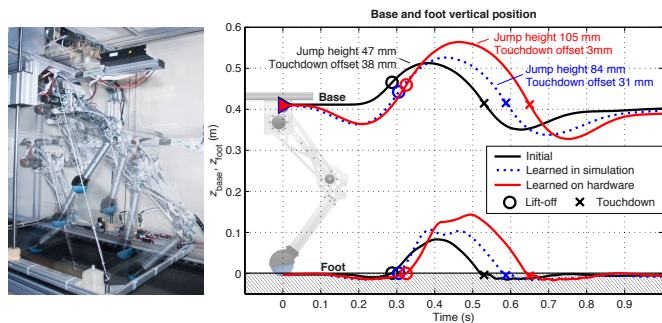 Base and foot vertical position
Jump height 47 mm
Touchdown offset 38 mm
Jump height 105 mm
Touchdown offset 3mm
Jump height 84 mm
Touchdown offset 31 mm
Base
Foot
Initial
Learned in simulation
Learned on hardware
Lift-off
Touchdown
z_base, z_foot (m)
0.6
0.5
0.4
0.3
0.2
0.1
0
0 0.1 0.2 0.3 0.4 0.5 0.6 0.7 0.8 0.9
Time (s)